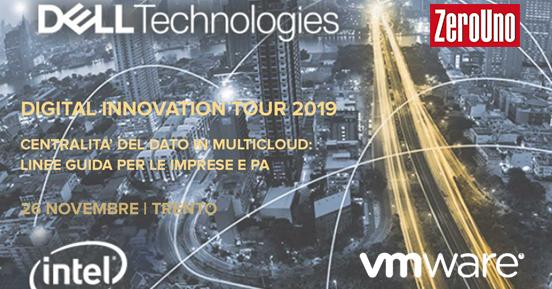 DELL Technologies
ZeroUno
DIGITAL INNOVATION TOUR 2019
CENTRALITA' DEL DATO IN MULTICLOUD:
LINEE GUIDA PER LE IMPRESE E PA
26 NOVEMBRE | TRENTO
intel
vmware®